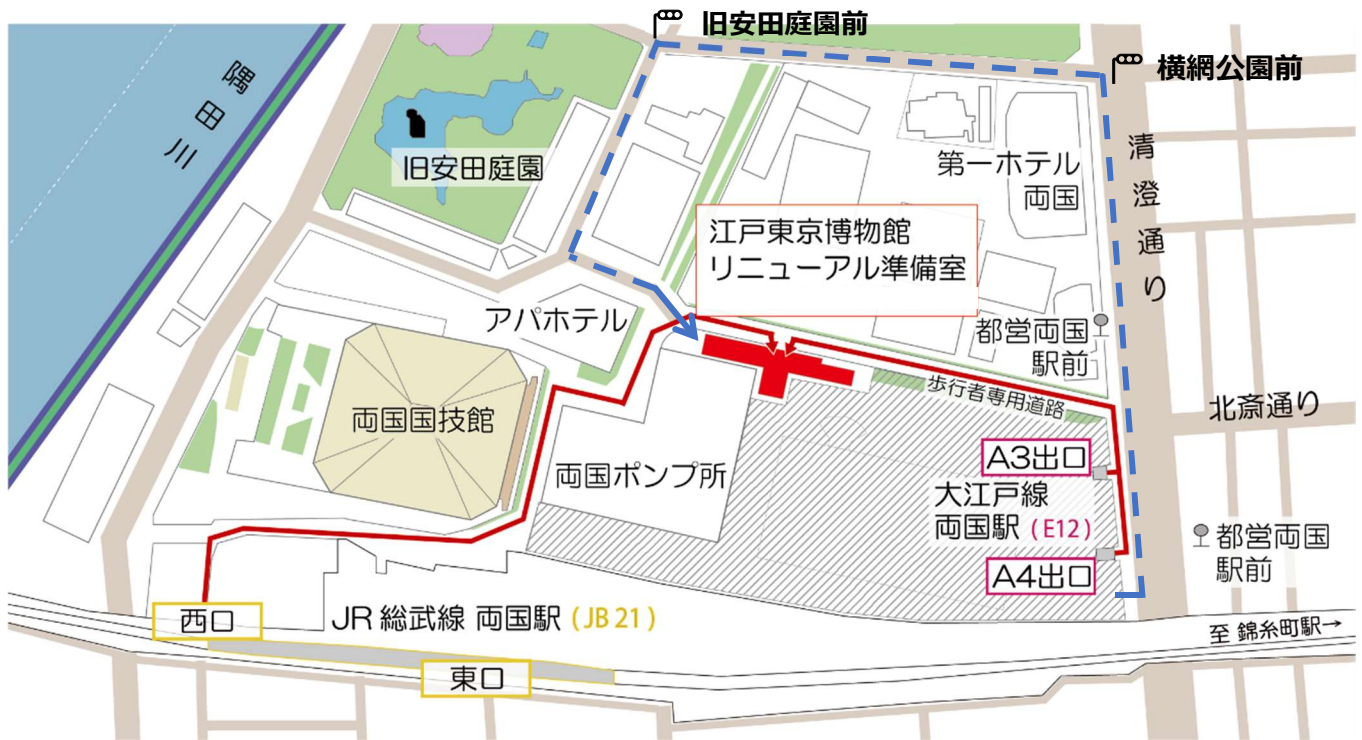 旧安田庭園前
横網公園前
隅田川
旧安田庭園
第一ホテル
両国
清澄通り
江戸東京博物館
リニューアル準備室
アパホテル
都営両国
駅前
歩行者専用道路
北斎通り
両国国技館
両国ポンプ所
A3出口
大江戸線
両国駅 (E12)
A4出口
都営両国
駅前
西口
JR 総武線 両国駅 (JB 21)
至 錦糸町駅→
東口